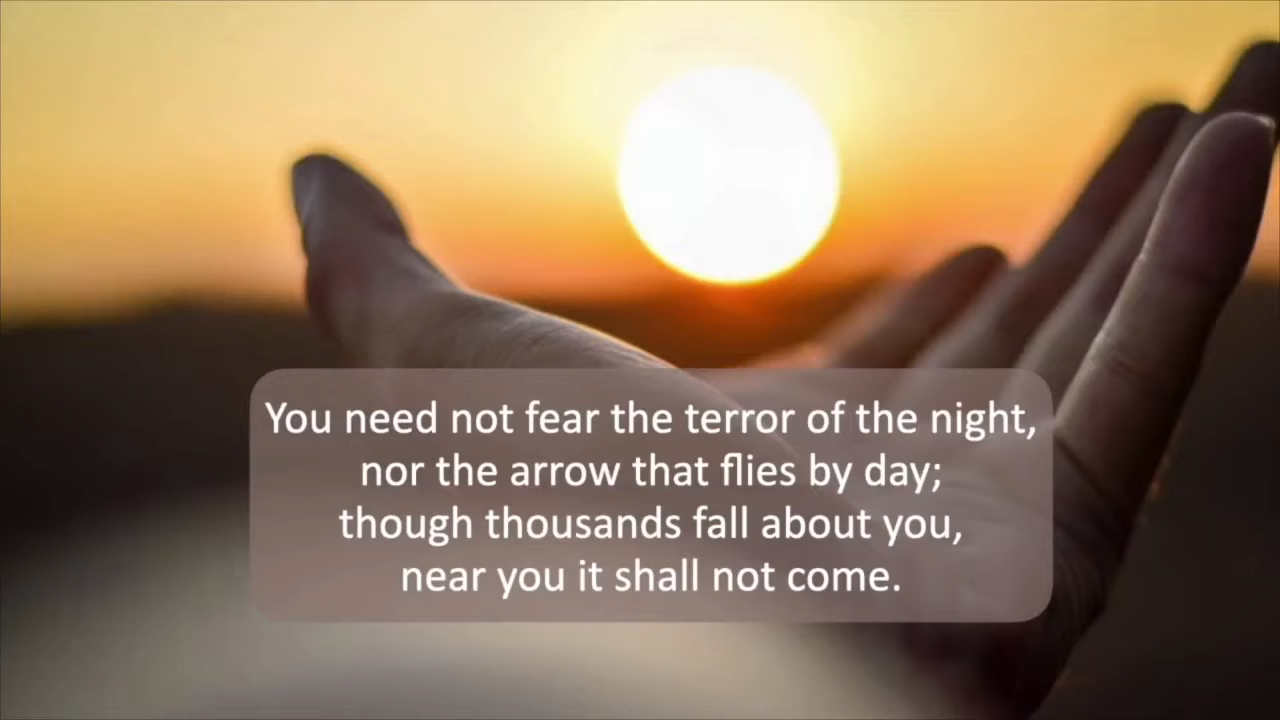 You need not fear the terror of the night,
nor the arrow that flies by day;
though thousands fall about you,
near you it shall not come.